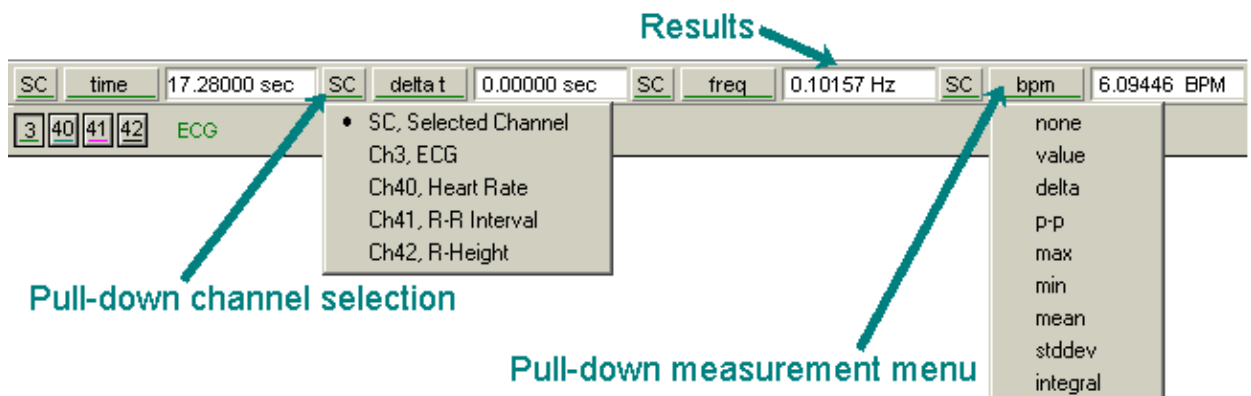 Results
SC time 17.28000 sec SC delta t 0.00000 sec SC freq 0.10157 Hz SC bpm 6.09446 BPM
3 40 41 42 ECG
SC, Selected Channel
Ch3, ECG
Ch40, Heart Rate
Ch41, R-R Interval
Ch42, R-Height
none
value
delta
p-p
max
min
mean
stddev
integral
Pull-down channel selection
Pull-down measurement menu